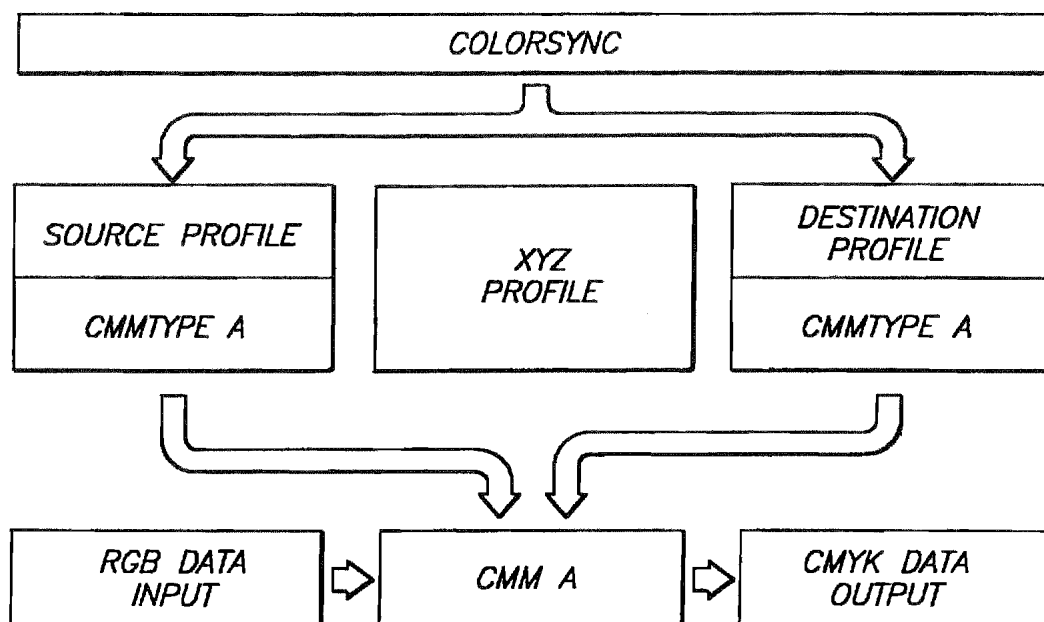 COLORSYNC
SOURCE PROFILE
CMMTYPE A
XYZ
PROFILE
DESTINATION
PROFILE
CMMTYPE A
RGB DATA
INPUT
CMM A
CMYK DATA
OUTPUT